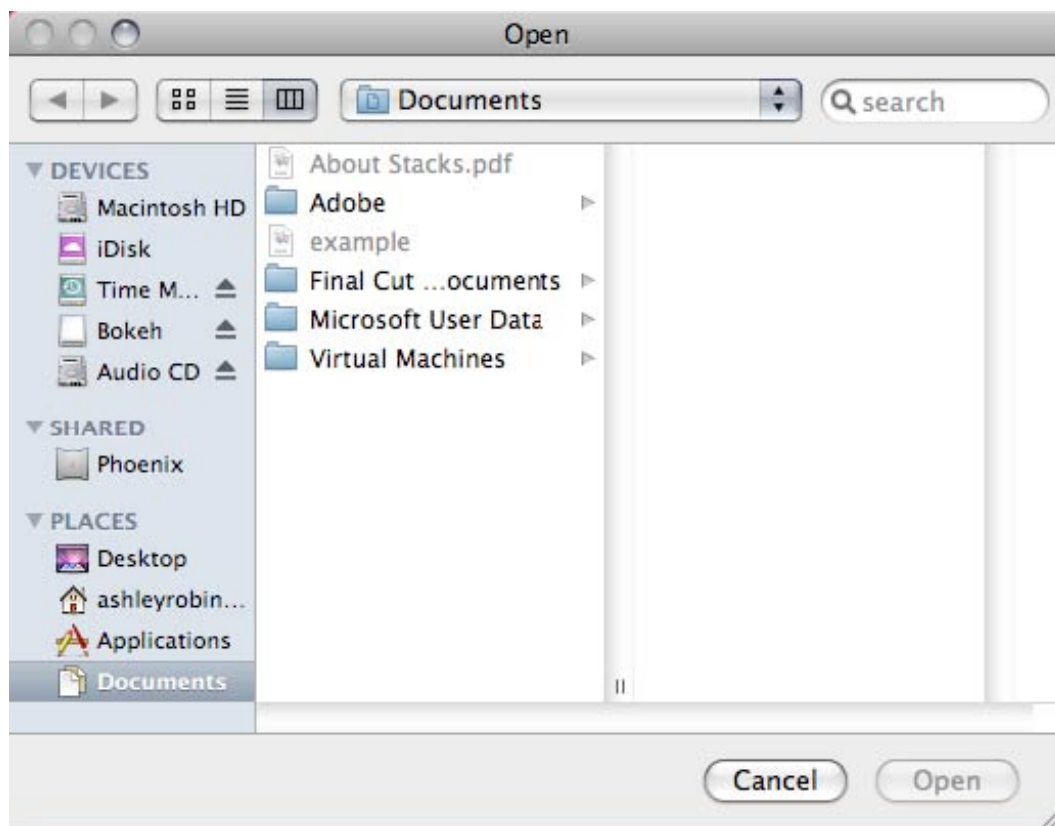 Open
Documents
search
DEVICES
Macintosh HD
iDisk
Time M...
Bokeh
Audio CD
SHARED
Phoenix
PLACES
Desktop
ashleyrobin...
Applications
Documents
About Stacks.pdf
Adobe
example
Final Cut ...ocuments
Microsoft User Data
Virtual Machines
Cancel
Open